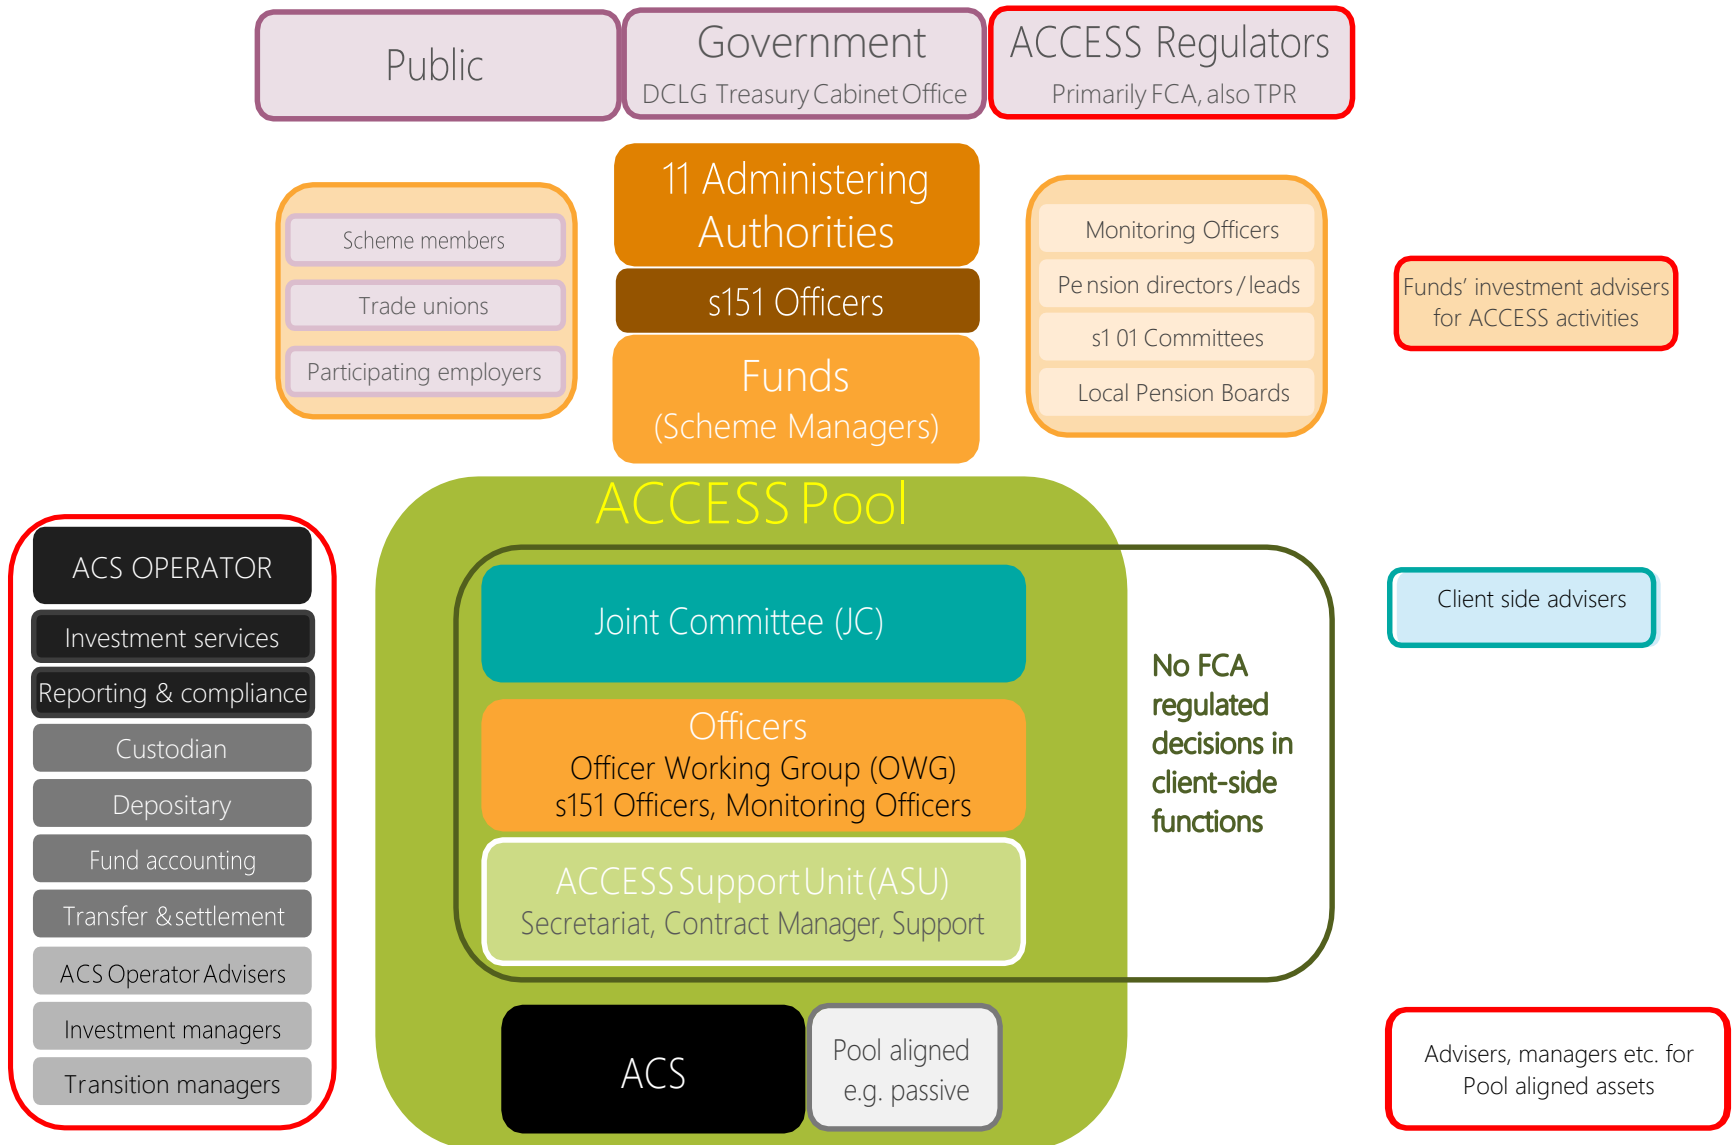 Public
Government
DCLG Treasury Cabinet Office
ACCESS Regulators
Primarily FCA, also TPR
Scheme members
Trade unions
Participating employers
11 Administering
Authorities
s151 Officers
Funds
(Scheme Managers)
Monitoring Officers
Pension directors / leads
s1 01 Committees
Local Pension Boards
Funds’ investment advisers
for ACCESS activities
ACCESS Pool
ACS OPERATOR
Investment services
Reporting & compliance
Custodian
Depositary
Fund accounting
Transfer & settlement
ACS Operator Advisers
Investment managers
Transition managers
Joint Committee (JC)
Officers
Officer Working Group (OWG)
s151 Officers, Monitoring Officers
ACCESS Support Unit (ASU)
Secretariat, Contract Manager, Support
No FCA
regulated
decisions in
client-side
functions
ACS
Pool aligned
e.g. passive
Client side advisers
Advisers, managers etc. for
Pool aligned assets